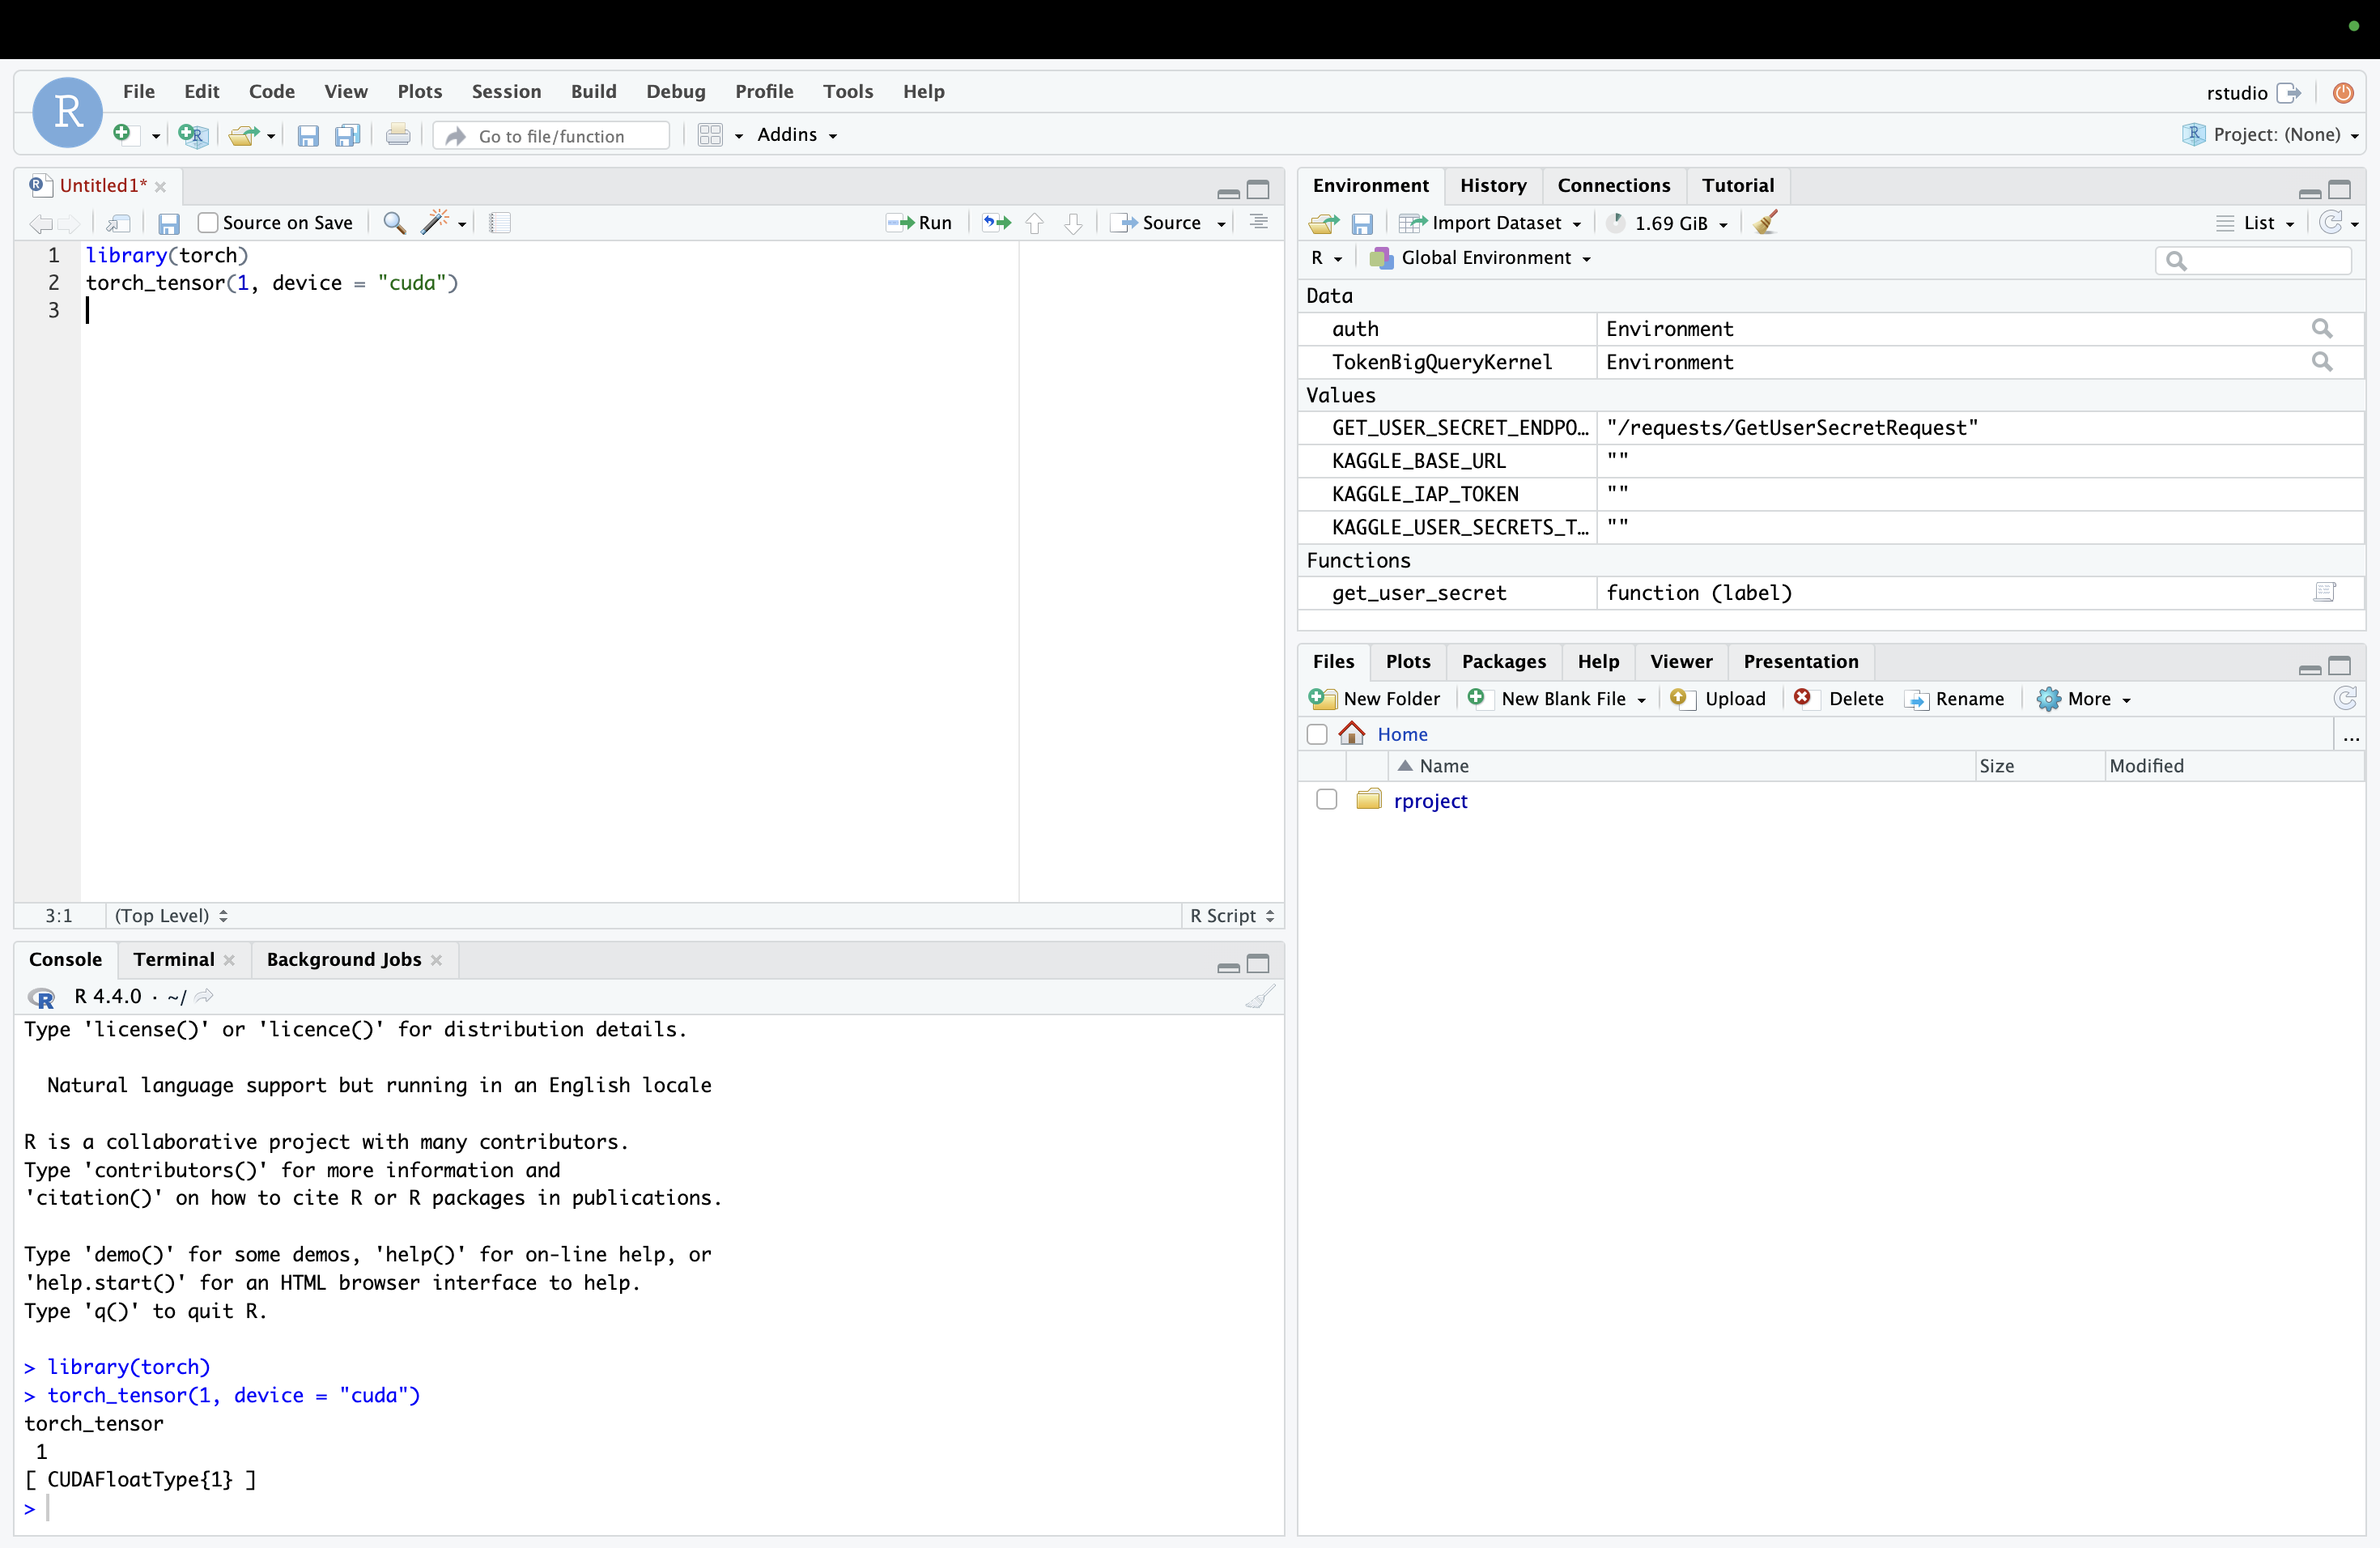 R
File Edit Code View Plots Session Build Debug Profile Tools Help
rstudio
Go to file/function
Addins
Project: (None)
Untitled1*
Source on Save
Run
Source
1 library(torch)
2 torch_tensor(1, device = "cuda")
3
3:1 (Top Level)
R Script
Console Terminal Background Jobs
R 4.4.0 · ~/
Type 'license()' or 'licence()' for distribution details.
Natural language support but running in an English locale
R is a collaborative project with many contributors.
Type 'contributors()' for more information and
'citation()' on how to cite R or R packages in publications.
Type 'demo()' for some demos, 'help()' for on-line help, or
'help.start()' for an HTML browser interface to help.
Type 'q()' to quit R.
> library(torch)
> torch_tensor(1, device = "cuda")
torch_tensor
1
[ CUDAFloatType{1} ]
>
Environment History Connections Tutorial
Import Dataset
1.69 GiB
List
R
Global Environment
Data
auth Environment
TokenBigQueryKernel Environment
Values
GET_USER_SECRET_ENDPO… "/requests/GetUserSecretRequest"
KAGGLE_BASE_URL ""
KAGGLE_IAP_TOKEN ""
KAGGLE_USER_SECRETS_T… ""
Functions
get_user_secret function (label)
Files Plots Packages Help Viewer Presentation
New Folder New Blank File Upload Delete Rename More
Home
...
Name Size Modified
rproject